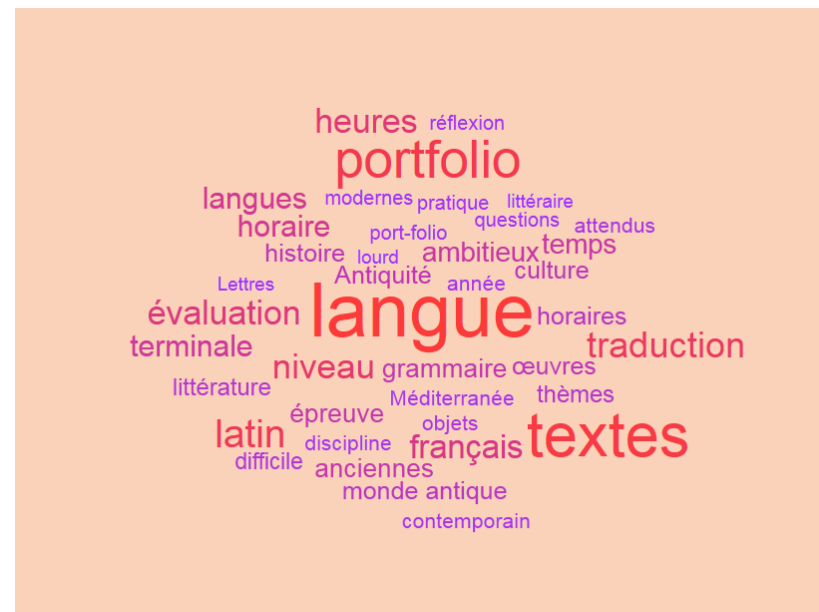 heures réflexion
portfolio
langues modernes pratique littéraire
horaire port-folio questions attendus
histoire lourd ambitieux temps
Antiquité année culture
Lettres
évaluation langue horaires
terminale traduction
niveau grammaire œuvres
littérature Méditerranée thèmes
épreuve objets
latin discipline français textes
difficile anciennes
monde antique
contemporain